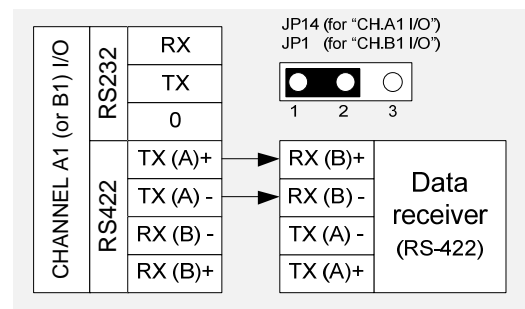 JP14 (for “CH.A1 I/O”)
JP1 (for “CH.B1 I/O”)
1 2 3
CHANNEL A1 (or B1) I/O
RS232
RX
TX
0
RS422
TX (A)+
TX (A) -
RX (B) -
RX (B)+
RX (B)+
RX (B) -
TX (A) -
TX (A)+
Data
receiver
(RS-422)